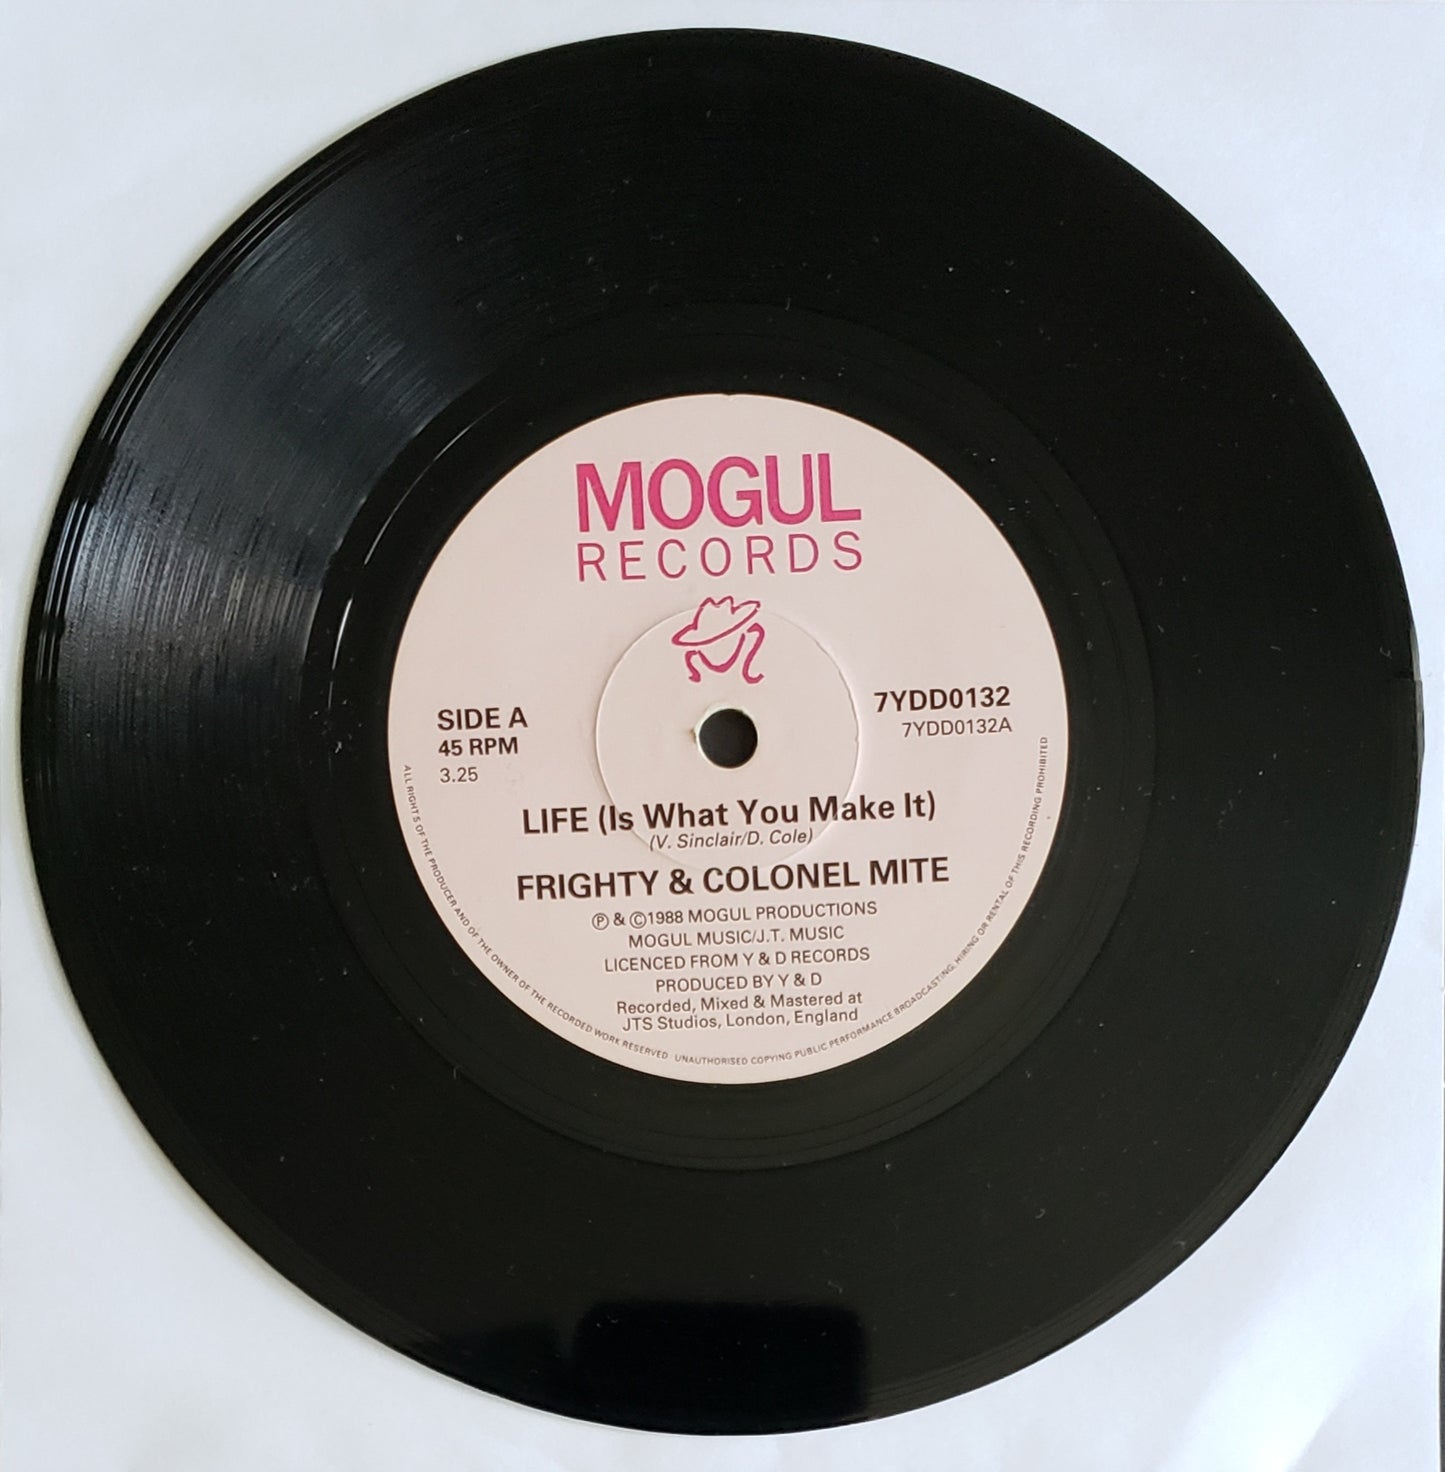 MOGUL
RECORDS
SIDE A
45 RPM
3.25
7YDD0132
7YDD0132A
LIFE (Is What You Make It)
(V. Sinclair/D. Cole)
FRIGHTY & COLONEL MITE
Ⓟ & ©1988 MOGUL PRODUCTIONS
MOGUL MUSIC/J.T. MUSIC
LICENCED FROM Y & D RECORDS
PRODUCED BY Y & D
Recorded, Mixed & Mastered at
JTS Studios, London, England
ALL RIGHTS OF THE PRODUCER AND OF THE OWNER OF THE RECORDED WORK RESERVED UNAUTHORISED COPYING PUBLIC PERFORMANCE BROADCASTING, HIRING OR RENTAL OF THIS RECORDING PROHIBITED